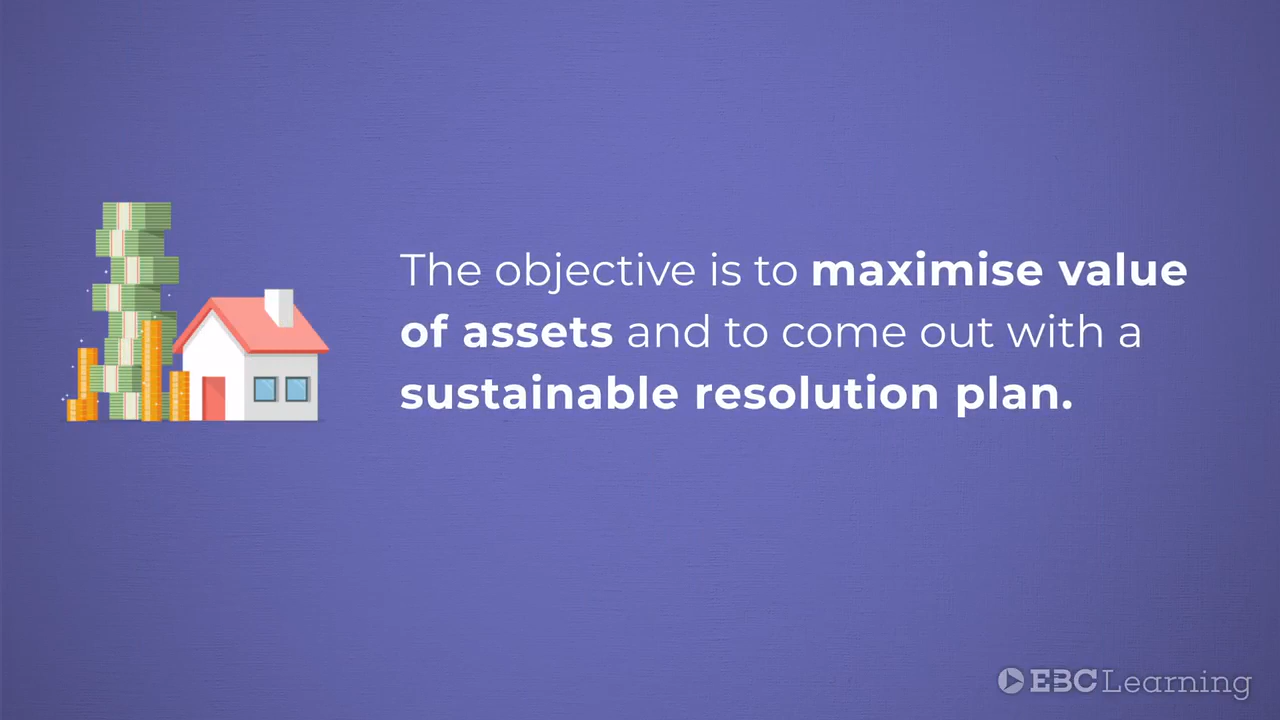 The objective is to maximise value
of assets and to come out with a
sustainable resolution plan.
EBC Learning